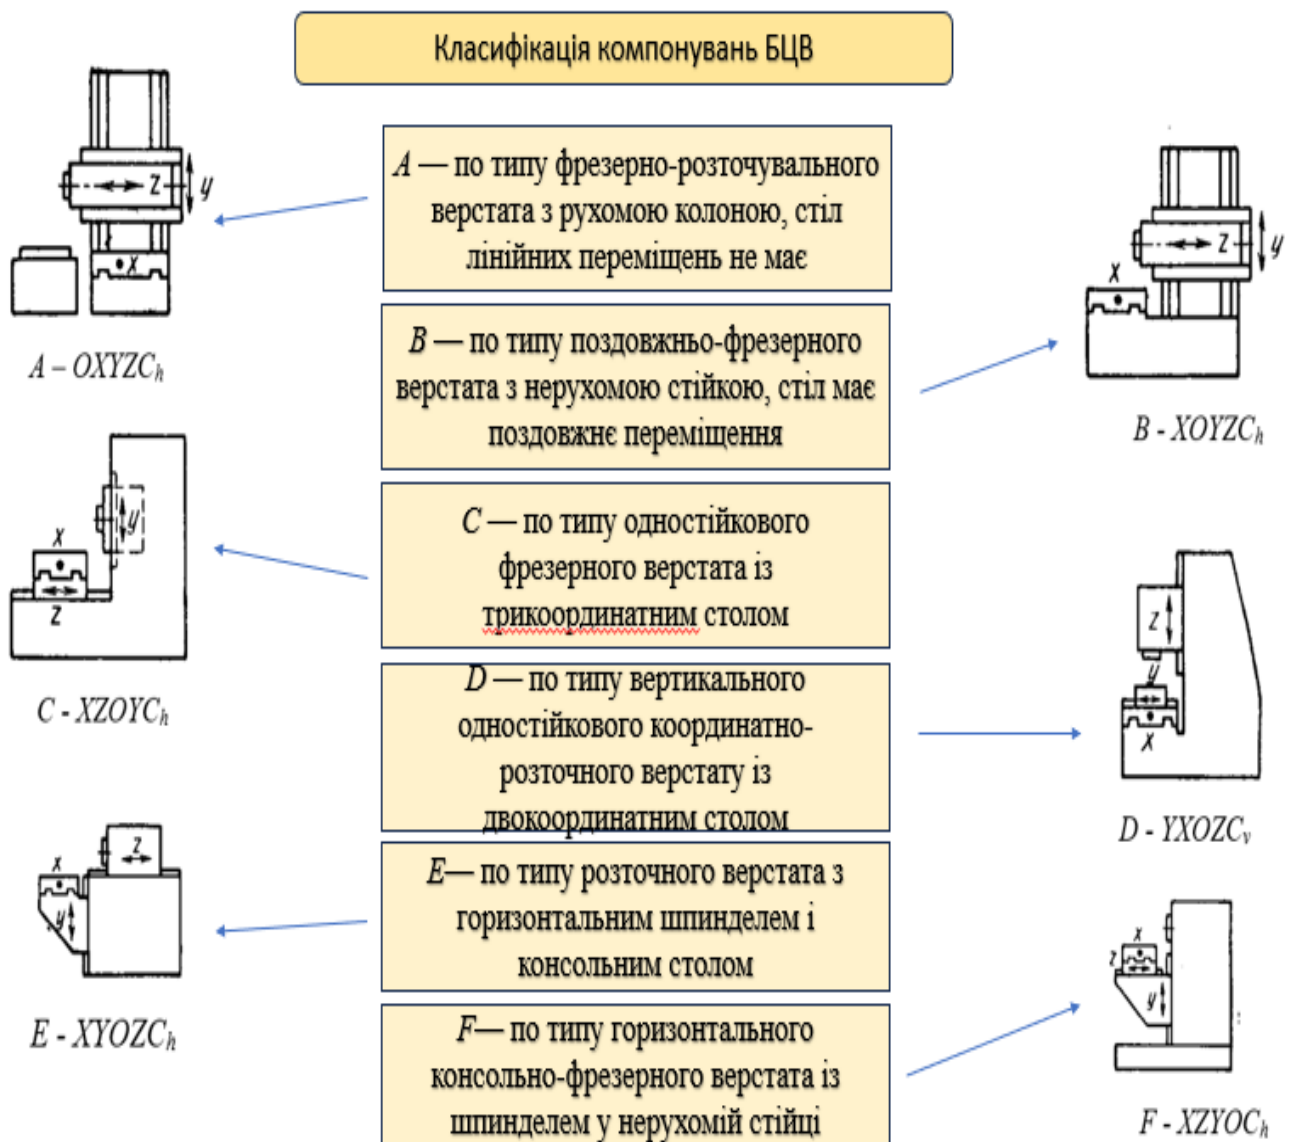 Класифікація компонувань БЦВ
A — по типу фрезерно-розточувального
верстата з рухомою колоною, стіл
лінійних переміщень не має
Z
y
X
A – OXYZCₕ
B — по типу поздовжньо-фрезерного
верстата з нерухомою стійкою, стіл має
поздовжнє переміщення
Z
y
X
B - XOYZCₕ
C — по типу одностійкового
фрезерного верстата із
трикоординатним столом
y
X
Z
C - XZOYCₕ
D — по типу вертикального
одностійкового координатно-
розточного верстату із
двокоординатним столом
Z
y
X
D - YXOZCᵥ
E— по типу розточного верстата з
горизонтальним шпинделем і
консольним столом
Z
X
y
E - XYOZCₕ
F— по типу горизонтального
консольно-фрезерного верстата із
шпинделем у нерухомій стійці
X
Z
y
F - XZYOCₕ